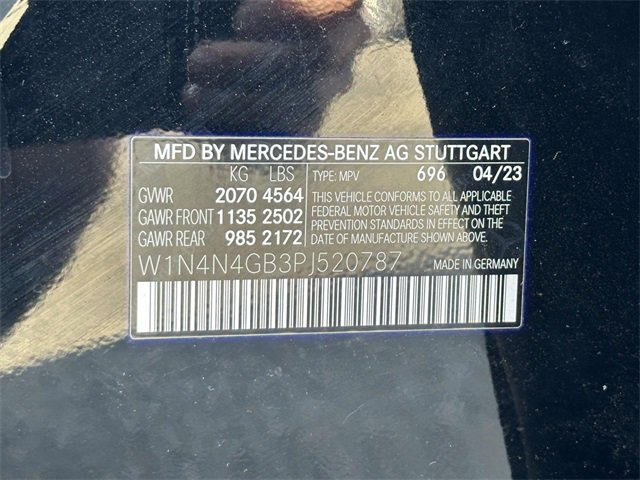 MFD BY MERCEDES-BENZ AG STUTTGART
KG LBS TYPE: MPV 696 04/23
GVWR 2070 4564
GAWR FRONT 1135 2502
GAWR REAR 985 2172
THIS VEHICLE CONFORMS TO ALL APPLICABLE
FEDERAL MOTOR VEHICLE SAFETY AND THEFT
PREVENTION STANDARDS IN EFFECT ON THE
DATE OF MANUFACTURE SHOWN ABOVE.
W1N4N4GB3PJ520787 MADE IN GERMANY